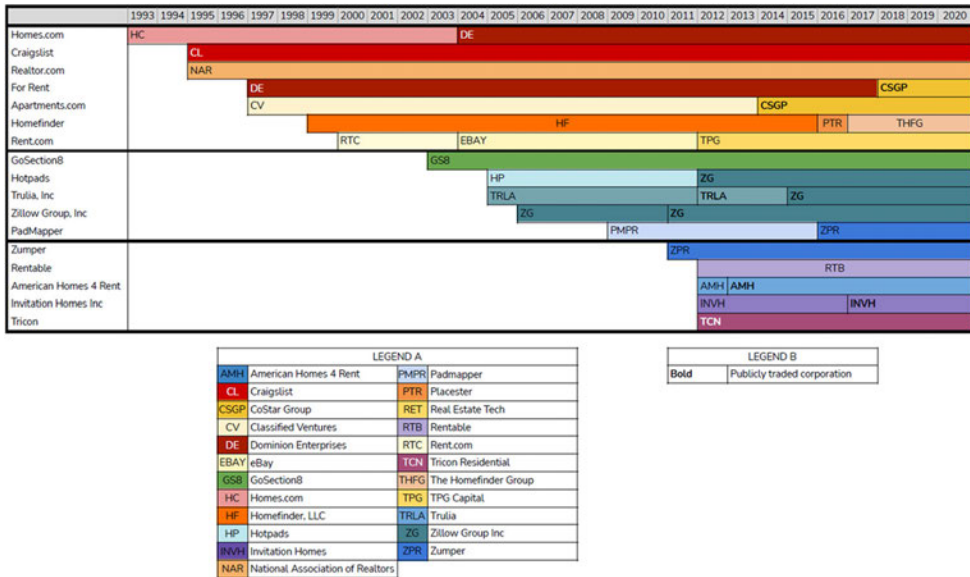 1993 1994 1995 1996 1997 1998 1999 2000 2001 2002 2003 2004 2005 2006 2007 2008 2009 2010 2011 2012 2013 2014 2015 2016 2017 2018 2019 2020
Homes.com HC DE
Craigslist CL
Realtor.com NAR
For Rent DE CSGP
Apartments.com CV CSGP
Homefinder HF PTR THFG
Rent.com RTC EBAY TPG
GoSection8 GS8
Hotpads HP ZG
Trulia, Inc TRLA TRLA ZG
Zillow Group, Inc ZG ZG
PadMapper PMPR ZPR
Zumper ZPR
Rentable RTB
American Homes 4 Rent AMH AMH
Invitation Homes Inc INVH INVH
Tricon TCN
LEGEND A
AMH American Homes 4 Rent PMPR Padmapper
CL Craigslist PTR Placester
CSGP CoStar Group RET Real Estate Tech
CV Classified Ventures RTB Rentable
DE Dominion Enterprises RTC Rent.com
EBAY eBay TCN Tricon Residential
GS8 GoSection8 THFG The Homefinder Group
HC Homes.com TPG TPG Capital
HF Homefinder, LLC TRLA Trulia
HP Hotpads ZG Zillow Group Inc
INVH Invitation Homes ZPR Zumper
NAR National Association of Realtors
LEGEND B
Bold Publicly traded corporation